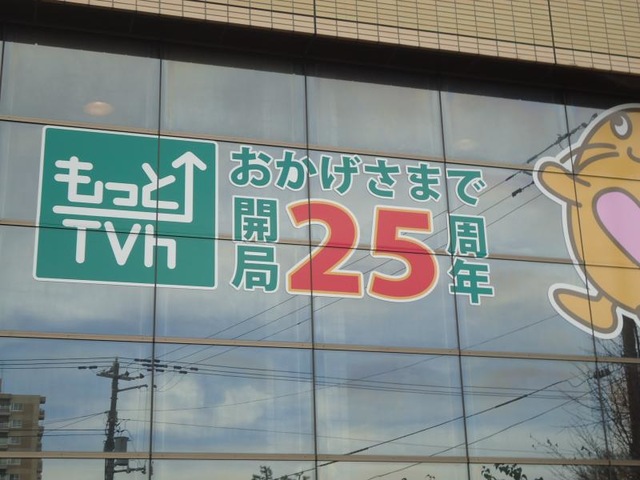 もっと
TVh
おかげさまで
開局25周年